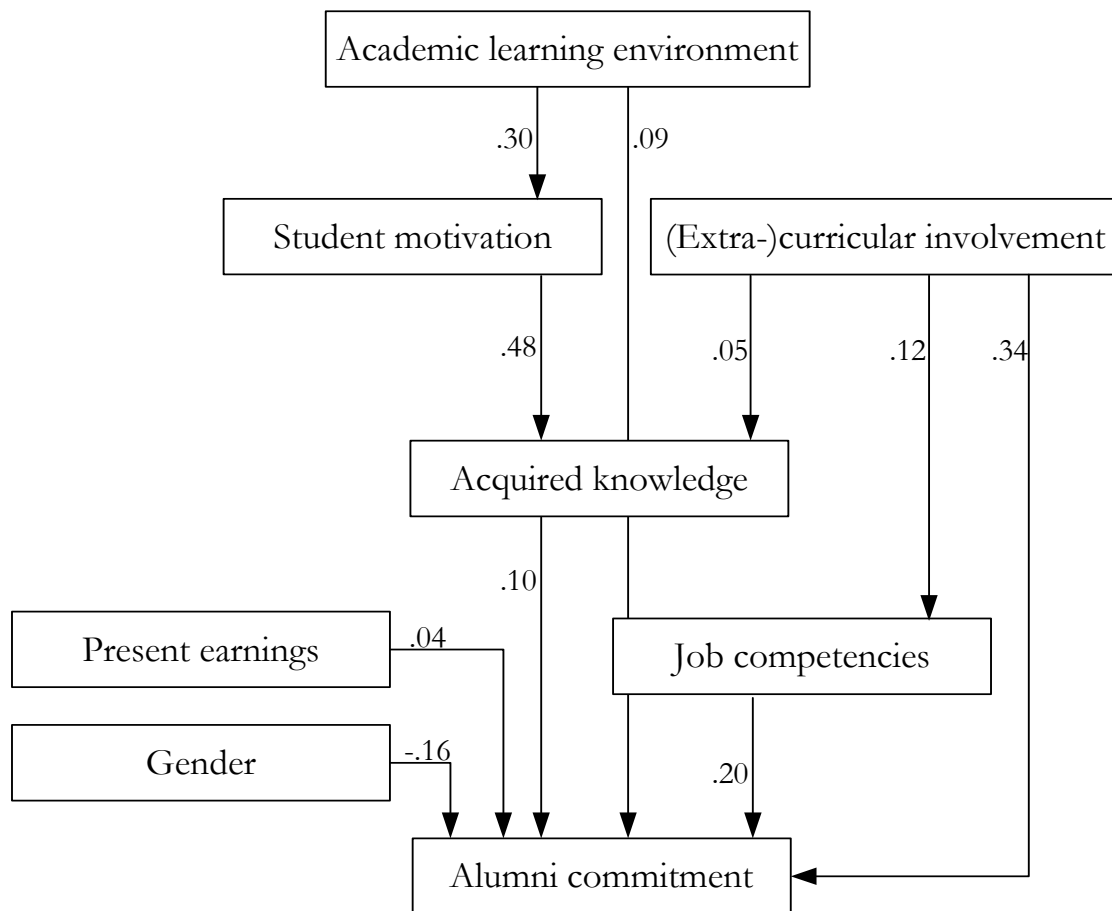 Academic learning environment
.30
.09
Student motivation
(Extra-)curricular involvement
.48
.05
.12
.34
Acquired knowledge
.10
Present earnings
.04
Job competencies
Gender
-.16
.20
Alumni commitment